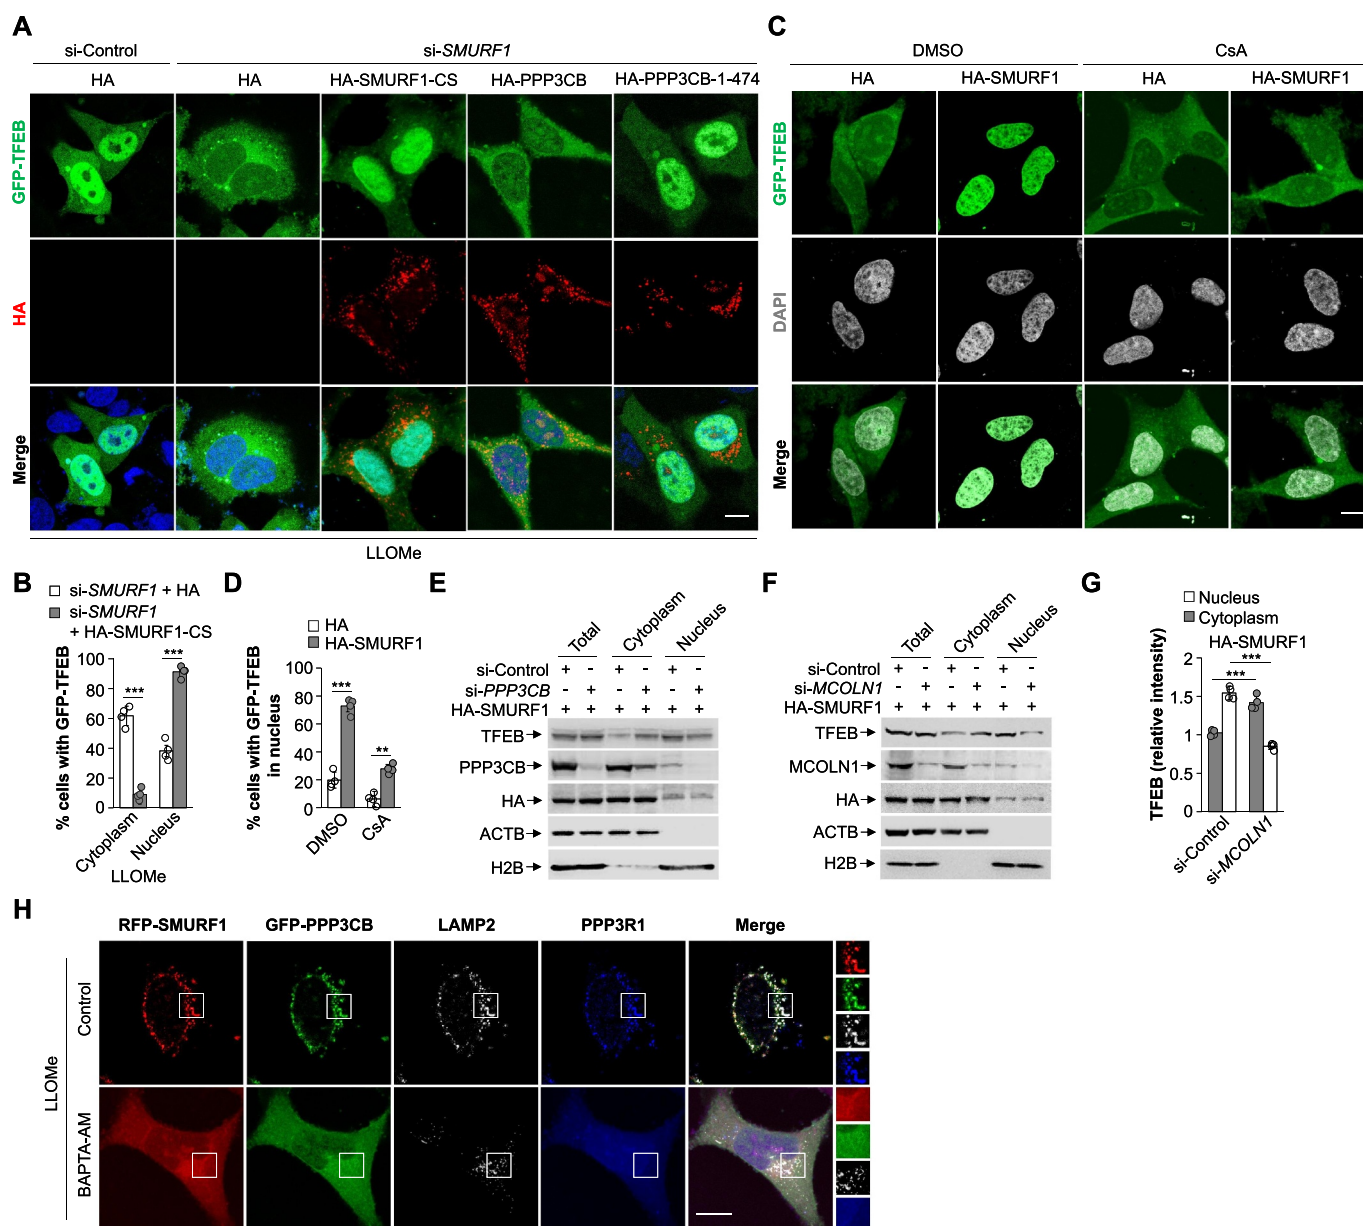 A
si-Control
si-SMURF1
HA
HA
HA-SMURF1-CS
HA-PPP3CB
HA-PPP3CB-1-474
GFP-TFEB
HA
Merge
LLOMe
C
DMSO
CsA
HA
HA-SMURF1
HA
HA-SMURF1
GFP-TFEB
DAPI
Merge
B
si-SMURF1 + HA
si-SMURF1
+ HA-SMURF1-CS
% cells with GFP-TFEB
100
80
60
40
20
0
***
***
Cytoplasm
Nucleus
LLOMe
D
HA
HA-SMURF1
% cells with GFP-TFEB
in nucleus
100
80
60
40
20
0
***
**
DMSO
CsA
E
Total
Cytoplasm
Nucleus
si-Control + - + - + -
si-PPP3CB - + - + - +
HA-SMURF1 + + + + + +
TFEB
PPP3CB
HA
ACTB
H2B
F
Total
Cytoplasm
Nucleus
si-Control + - + - + -
si-MCOLN1 - + - + - +
HA-SMURF1 + + + + + +
TFEB
MCOLN1
HA
ACTB
H2B
G
Nucleus
Cytoplasm
HA-SMURF1
TFEB (relative intensity)
2
1.5
1
0.5
0
***
***
si-Control
si-MCOLN1
H
RFP-SMURF1
GFP-PPP3CB
LAMP2
PPP3R1
Merge
LLOMe
Control
BAPTA-AM